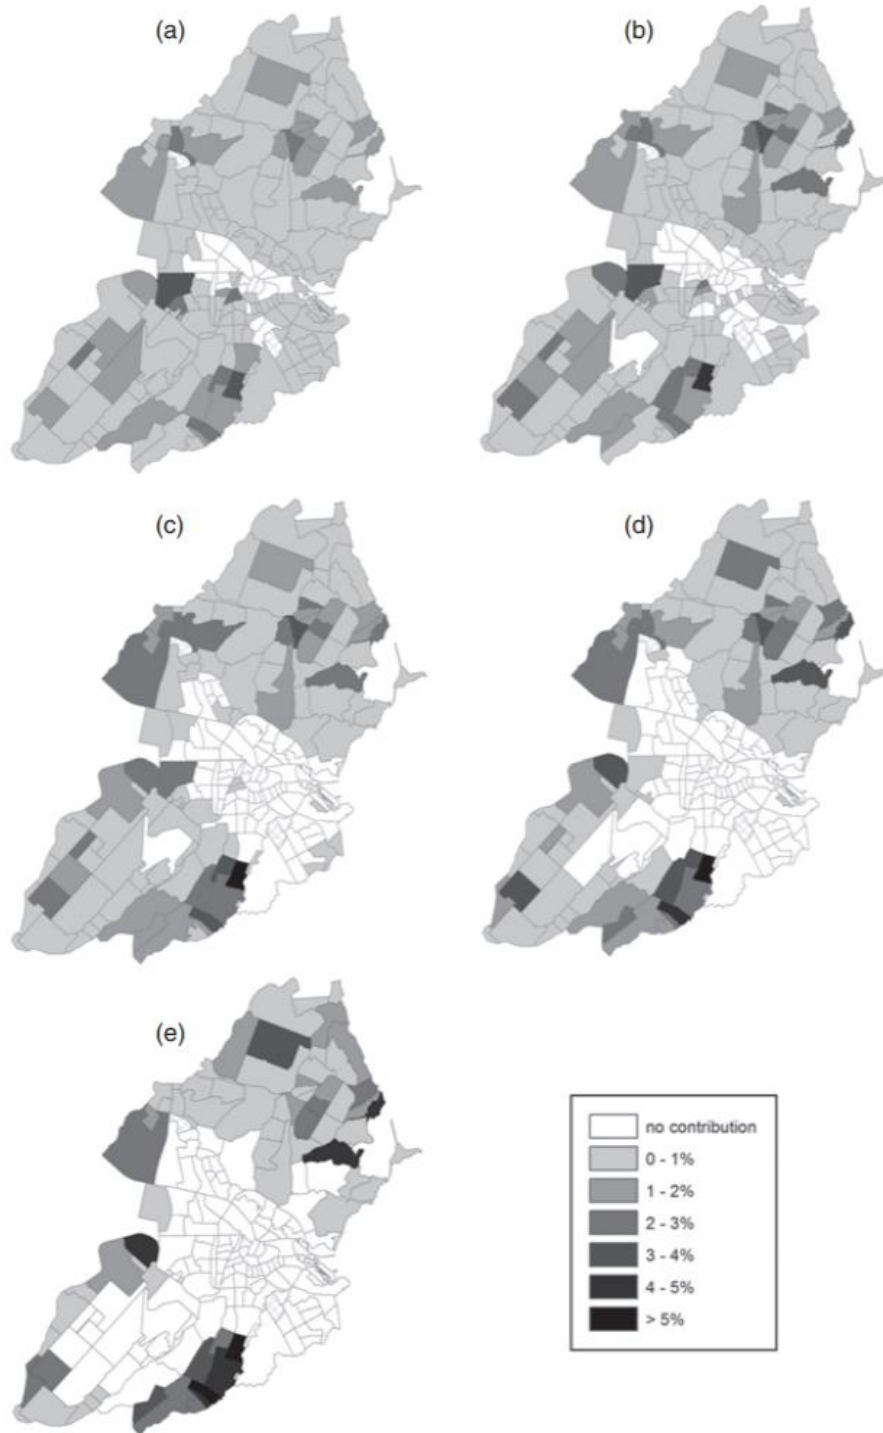 (a)
(b)
(c)
(d)
(e)
no contribution
0 - 1%
1 - 2%
2 - 3%
3 - 4%
4 - 5%
> 5%